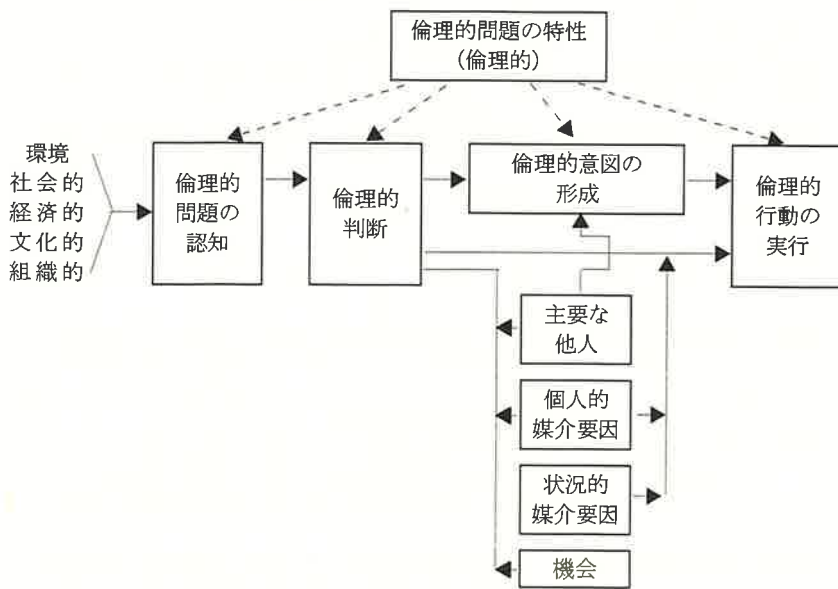 倫理的問題の特性
（倫理的）
環境
社会的
経済的
文化的
組織的
倫理的
問題の
認知
倫理的
判断
倫理的意図の
形成
倫理的
行動の
実行
主要な
他人
個人的
媒介要因
状況的
媒介要因
機会